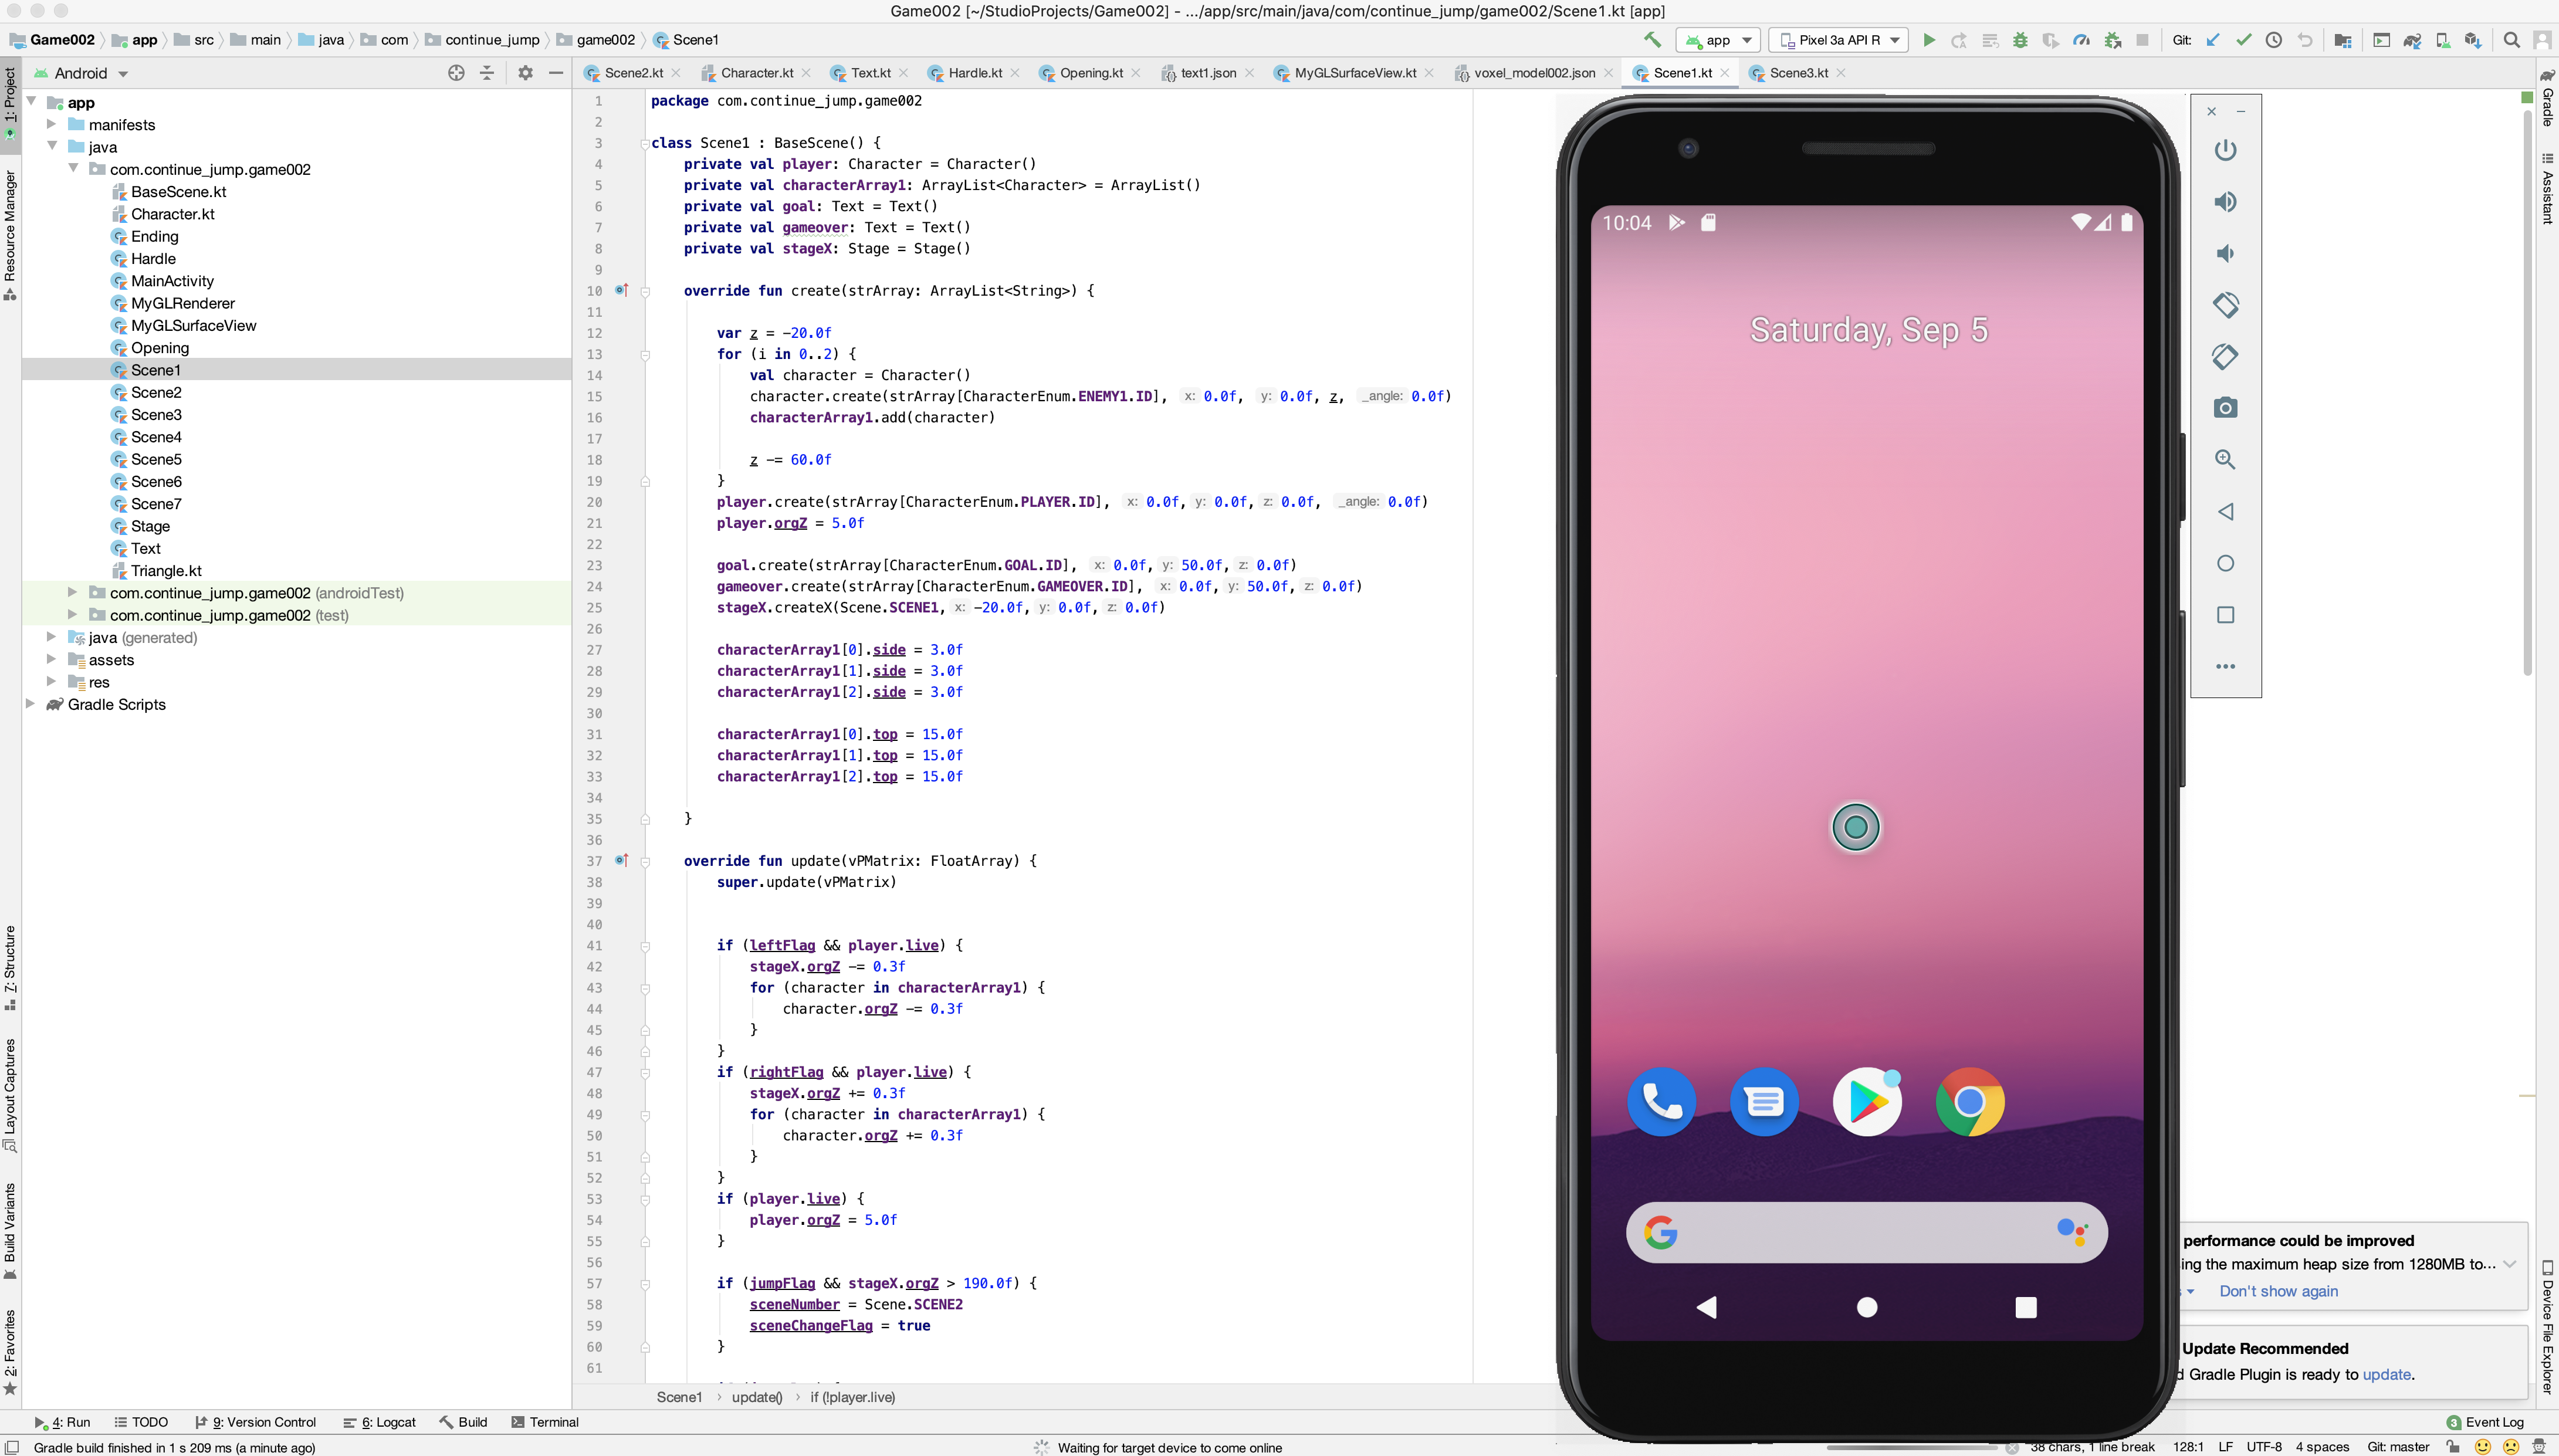 Game002 [~/StudioProjects/Game002] - .../app/src/main/java/com/continue_jump/game002/Scene1.kt [app]
Game002 app src main java com continue_jump game002 Scene1
app Pixel 3a API R Git:
1: Project
Resource Manager
7: Structure
Layout Captures
Build Variants
2: Favorites
Android
app
manifests
java
com.continue_jump.game002
BaseScene.kt
Character.kt
Ending
Hardle
MainActivity
MyGLRenderer
MyGLSurfaceView
Opening
Scene1
Scene2
Scene3
Scene4
Scene5
Scene6
Scene7
Stage
Text
Triangle.kt
com.continue_jump.game002 (androidTest)
com.continue_jump.game002 (test)
java (generated)
assets
res
Gradle Scripts
Scene2.kt Character.kt Text.kt Hardle.kt Opening.kt text1.json MyGLSurfaceView.kt voxel_model002.json Scene1.kt Scene3.kt
1 package com.continue_jump.game002
2
3 class Scene1 : BaseScene() {
4 private val player: Character = Character()
5 private val characterArray1: ArrayList<Character> = ArrayList()
6 private val goal: Text = Text()
7 private val gameover: Text = Text()
8 private val stageX: Stage = Stage()
9
10 override fun create(strArray: ArrayList<String>) {
11
12 var z = -20.0f
13 for (i in 0..2) {
14 val character = Character()
15 character.create(strArray[CharacterEnum.ENEMY1.ID], x: 0.0f, y: 0.0f, z, _angle: 0.0f)
16 characterArray1.add(character)
17
18 z -= 60.0f
19 }
20 player.create(strArray[CharacterEnum.PLAYER.ID], x: 0.0f, y: 0.0f, z: 0.0f, _angle: 0.0f)
21 player.orgZ = 5.0f
22
23 goal.create(strArray[CharacterEnum.GOAL.ID], x: 0.0f, y: 50.0f, z: 0.0f)
24 gameover.create(strArray[CharacterEnum.GAMEOVER.ID], x: 0.0f, y: 50.0f, z: 0.0f)
25 stageX.createX(Scene.SCENE1, x: -20.0f, y: 0.0f, z: 0.0f)
26
27 characterArray1[0].side = 3.0f
28 characterArray1[1].side = 3.0f
29 characterArray1[2].side = 3.0f
30
31 characterArray1[0].top = 15.0f
32 characterArray1[1].top = 15.0f
33 characterArray1[2].top = 15.0f
34
35 }
36
37 override fun update(vPMatrix: FloatArray) {
38 super.update(vPMatrix)
39
40
41 if (leftFlag && player.live) {
42 stageX.orgZ -= 0.3f
43 for (character in characterArray1) {
44 character.orgZ -= 0.3f
45 }
46 }
47 if (rightFlag && player.live) {
48 stageX.orgZ += 0.3f
49 for (character in characterArray1) {
50 character.orgZ += 0.3f
51 }
52 }
53 if (player.live) {
54 player.orgZ = 5.0f
55 }
56
57 if (jumpFlag && stageX.orgZ > 190.0f) {
58 sceneNumber = Scene.SCENE2
59 sceneChangeFlag = true
60 }
61
Scene1 update() if (!player.live)
10:04
Saturday, Sep 5
Gradle
Assistant
Device File Explorer
performance could be improved
ing the maximum heap size from 1280MB to...
Don't show again
Update Recommended
d Gradle Plugin is ready to update.
4: Run TODO 9: Version Control 6: Logcat Build Terminal 3 Event Log
Gradle build finished in 1 s 209 ms (a minute ago) Waiting for target device to come online 38 chars, 1 line break 128:1 LF UTF-8 4 spaces Git: master